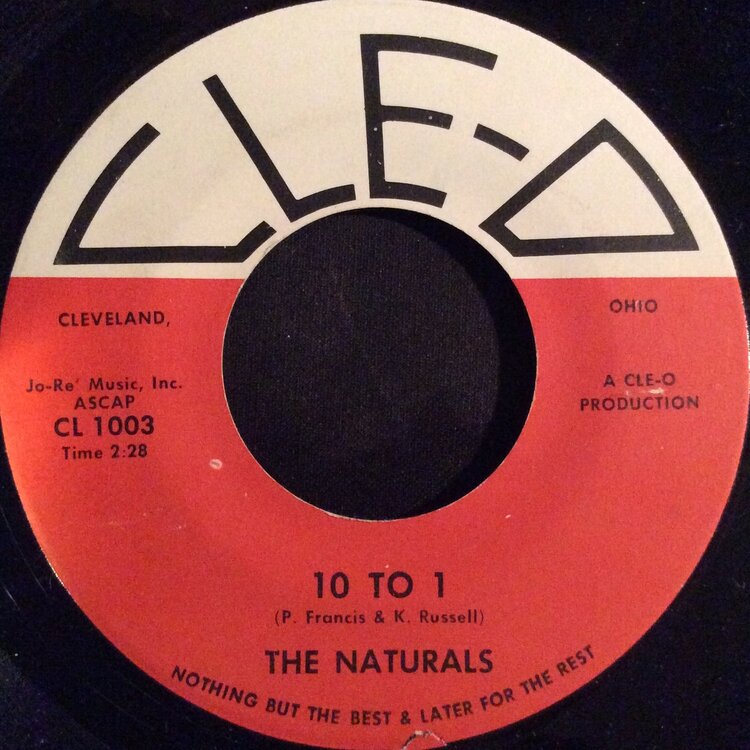 CLE-O
CLEVELAND,
OHIO
Jo-Re' Music, Inc.
ASCAP
CL 1003
Time 2:28
A CLE-O
PRODUCTION
10 TO 1
(P. Francis & K. Russell)
THE NATURALS
NOTHING BUT THE BEST & LATER FOR THE REST